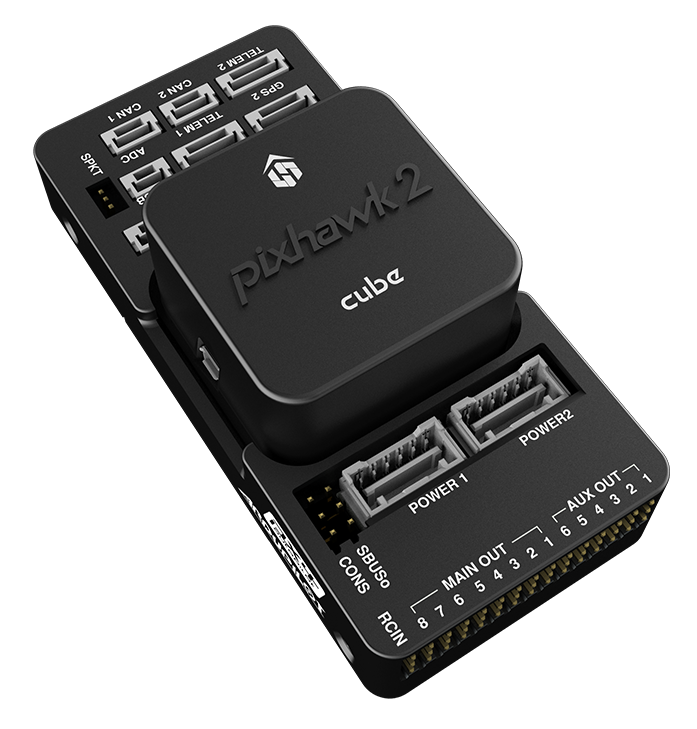 TELEM 2
CAN 2
CAN 1
GPS 2
TELEM 1
ADC
SPKT
pixhawk 2
cube
POWER2
POWER 1
SBUSo
CONS
AUX OUT
6 5 4 3 2 1
MAIN OUT
8 7 6 5 4 3 2 1
RCIN